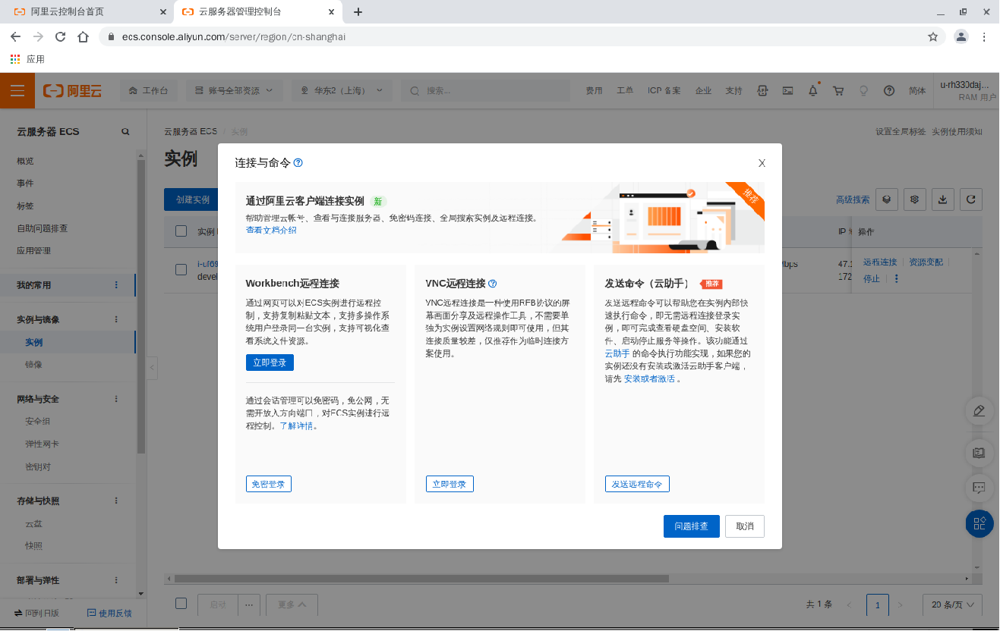 阿里云控制台首页
云服务器管理控制台
ecs.console.aliyun.com/server/region/cn-shanghai
应用
阿里云
工作台
账号全部资源
华东2（上海）
搜索...
费用
工单
ICP 备案
企业
支持
简体
u-rh330daj...
RAM 用户
云服务器 ECS
概览
事件
标签
自助问题排查
应用管理
我的常用
实例与镜像
实例
镜像
网络与安全
安全组
弹性网卡
密钥对
存储与快照
云盘
快照
部署与弹性
回到旧版
使用反馈
云服务器 ECS / 实例
设置全局标签 实例使用须知
实例
创建实例
高级搜索
实例
IP
操作
i-uf69
devel
47.1
172
远程连接
资源变配
停止
连接与命令
通过阿里云客户端连接实例 新
帮助管理云帐号、查看与连接服务器、免密码连接、全局搜索实例及远程连接。
查看文档介绍
推荐
Workbench远程连接
通过网页可以对ECS实例进行远程控
制，支持复制粘贴文本，支持多操作系
统用户登录同一台实例，支持可视化查
看系统文件资源。
立即登录
通过会话管理可以免密码，免公网，无
需开放入方向端口，对ECS实例进行远
程控制。了解详情。
免密登录
VNC远程连接
VNC远程连接是一种使用RFB协议的屏
幕画面分享及远程操作工具，不需要单
独为实例设置网络规则即可使用，但其
连接质量较差，仅推荐作为临时连接方
案使用。
立即登录
发送命令（云助手） 推荐
发送远程命令可以帮助您在实例内部快
速执行命令，即无需远程连接登录实
例，即可完成查看硬盘空间、安装软
件、启动停止服务等操作。该功能通过
云助手 的命令执行功能实现，如果您的
实例还没有安装或激活云助手客户端，
请先 安装或者激活 。
发送远程命令
问题排查
取消
启动
更多
共 1 条
1
20 条/页